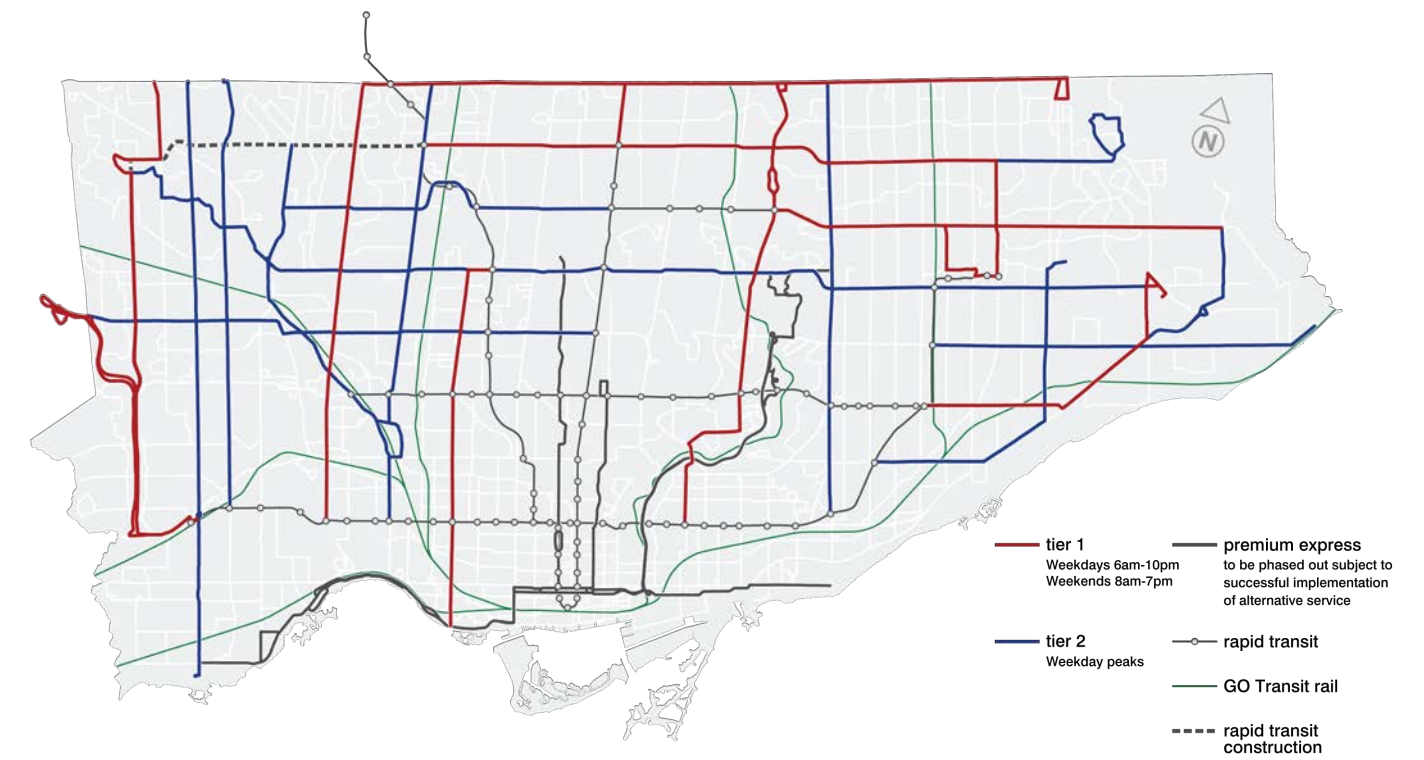 N
tier 1
Weekdays 6am-10pm
Weekends 8am-7pm
tier 2
Weekday peaks
premium express
to be phased out subject to
successful implementation
of alternative service
rapid transit
GO Transit rail
rapid transit
construction